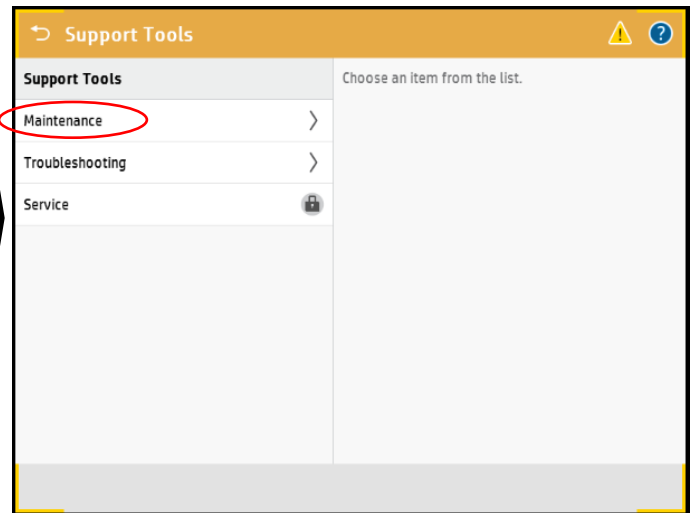 Support Tools
Support Tools
Choose an item from the list.
Maintenance
Troubleshooting
Service